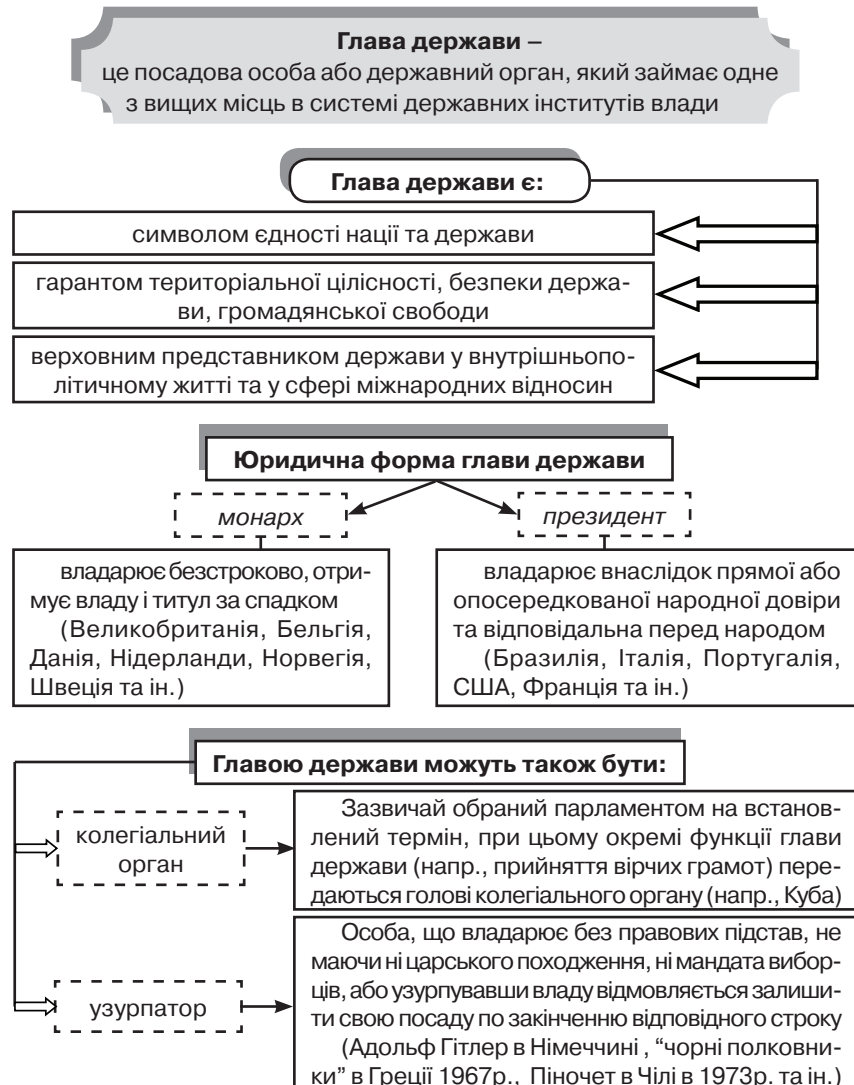 Глава держави –
це посадова особа або державний орган, який займає одне
з вищих місць в системі державних інститутів влади
Глава держави є:
символом єдності нації та держави
гарантом територіальної цілісності, безпеки держа-
ви, громадянської свободи
верховним представником держави у внутрішньопо-
літичному житті та у сфері міжнародних відносин
Юридична форма глави держави
монарх
президент
владарює безстроково, отри-
мує владу і титул за спадком
(Великобританія, Бельгія,
Данія, Нідерланди, Норвегія,
Швеція та ін.)
владарює внаслідок прямої або
опосередкованої народної довіри
та відповідальна перед народом
(Бразилія, Італія, Португалія,
США, Франція та ін.)
Главою держави можуть також бути:
колегіальний
орган
Зазвичай обраний парламентом на встанов-
лений термін, при цьому окремі функції глави
держави (напр., прийняття вірчих грамот) пере-
даються голові колегіального органу (напр., Куба)
узурпатор
Особа, що владарює без правових підстав, не
маючи ні царського походження, ні мандата вибор-
ців, або узурпувавши владу відмовляється залиши-
ти свою посаду по закінченню відповідного строку
(Адольф Гітлер в Німеччині , “чорні полковни-
ки” в Греції 1967р., Піночет в Чілі в 1973р. та ін.)